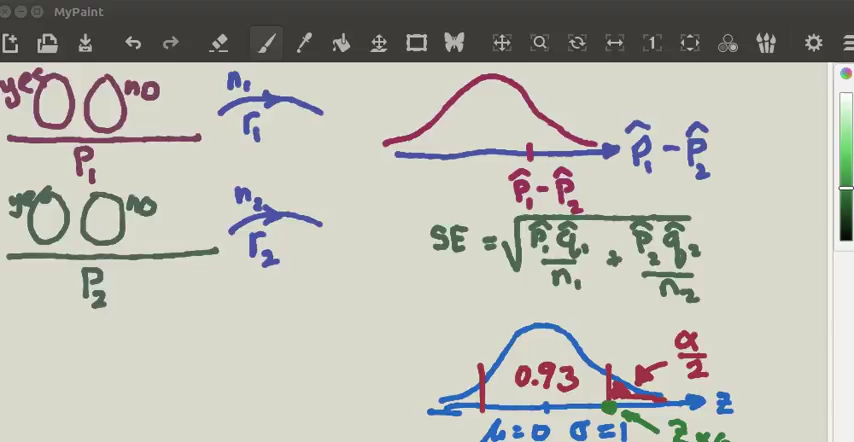 MyPaint
yes no
n₁
r₁
P₁
yes no
n₂
r₂
P₂
p̂₁ - p̂₂
p̂₁ - p̂₂
SE = √(p̂₁q̂₁/n₁ + p̂₂q̂₂/n₂)
0.93
α/2
z
μ=0 σ=1